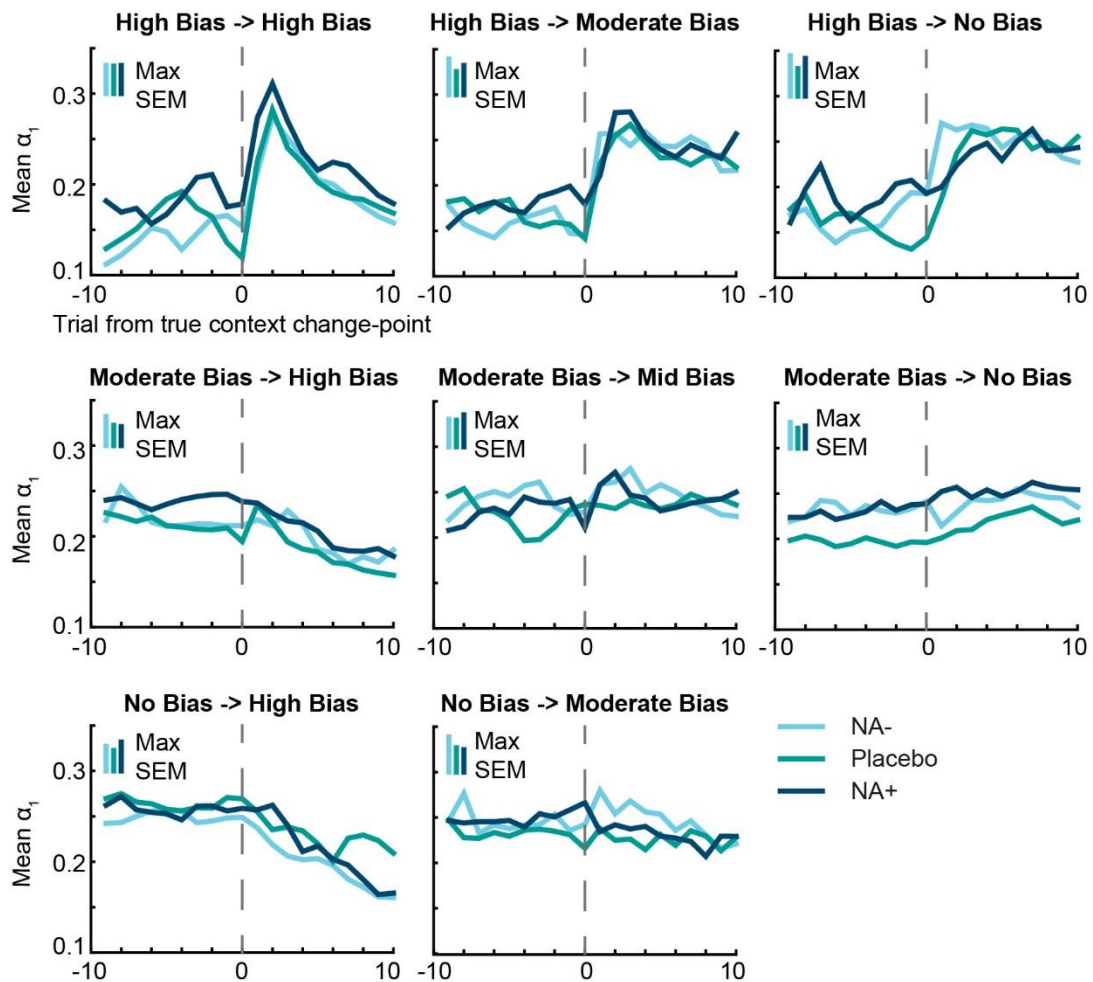 High Bias -> High Bias
High Bias -> Moderate Bias
High Bias -> No Bias
Max
SEM
Max
SEM
Max
SEM
Mean α₁
0.3
0.2
0.1
-10 0 10
-10 0 10
-10 0 10
Trial from true context change-point
Moderate Bias -> High Bias
Moderate Bias -> Mid Bias
Moderate Bias -> No Bias
Max
SEM
Max
SEM
Max
SEM
Mean α₁
0.3
0.2
0.1
-10 0 10
-10 0 10
-10 0 10
No Bias -> High Bias
No Bias -> Moderate Bias
Max
SEM
Max
SEM
Mean α₁
0.3
0.2
0.1
-10 0 10
-10 0 10
NA-
Placebo
NA+